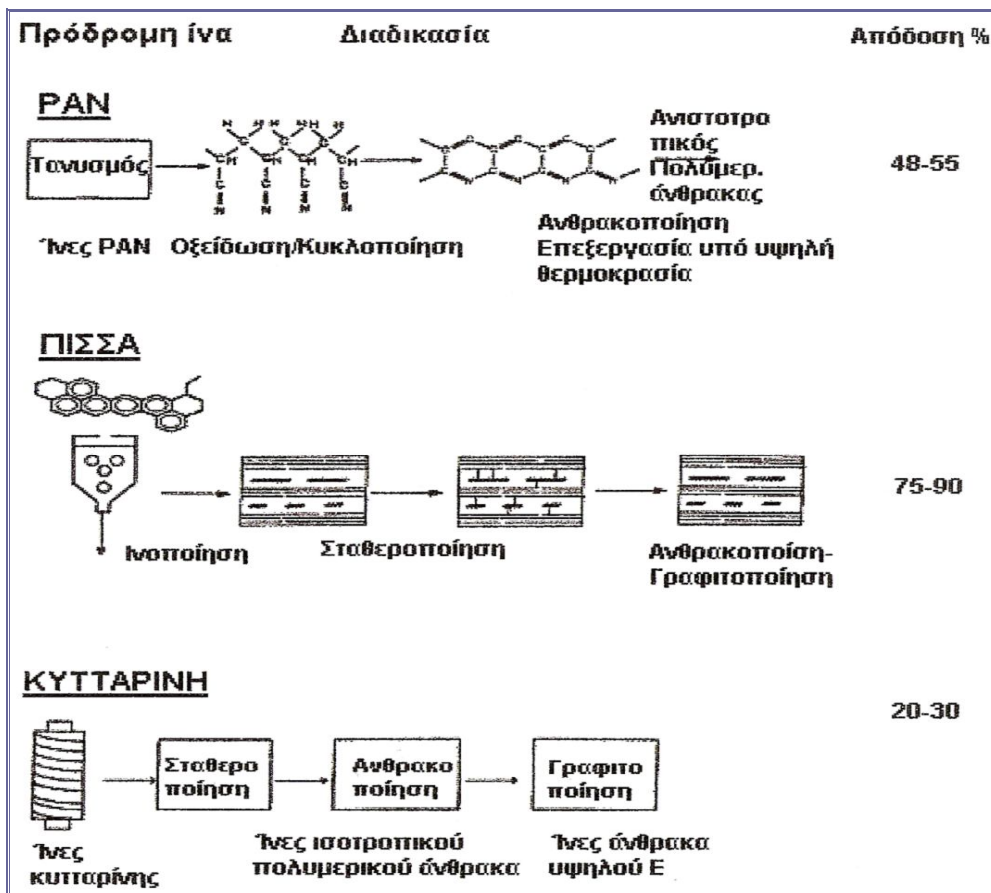 Πρόδρομη ίνα Διαδικασία Απόδοση %
PAN
Τανυσμός
Ανιστοτρο
πικός
Πολύμερ.
άνθρακας
48-55
Ίνες PAN Οξείδωση/Κυκλοποίηση
Ανθρακοποίηση
Επεξεργασία υπό υψηλή
θερμοκρασία
ΠΙΣΣΑ
75-90
Ινοποίηση
Σταθεροποίηση
Ανθρακοποίση-
Γραφιτοποίηση
ΚΥΤΤΑΡΙΝΗ
20-30
Σταθερο
ποίηση
Ανθρακο
ποίηση
Γραφιτο
ποίηση
Ίνες
κυτταρίνης
Ίνες ισοτροπικού
πολυμερικού άνθρακα
Ίνες άνθρακα
υψηλού Ε